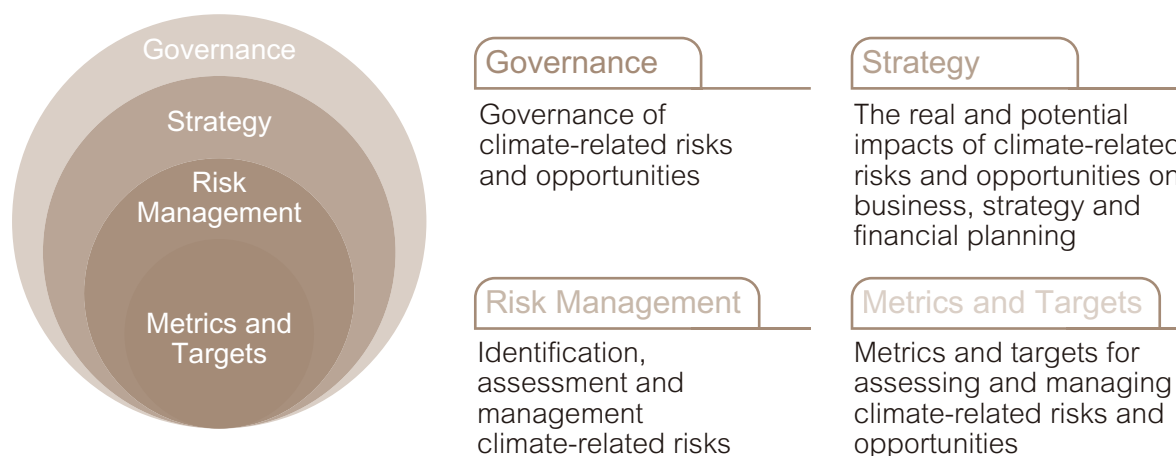 Governance
Strategy
Risk
Management
Metrics and
Targets
Governance
Governance of
climate-related risks
and opportunities
Strategy
The real and potential
impacts of climate-related
risks and opportunities on
business, strategy and
financial planning
Risk Management
Identification,
assessment and
management
climate-related risks
Metrics and Targets
Metrics and targets for
assessing and managing
climate-related risks and
opportunities